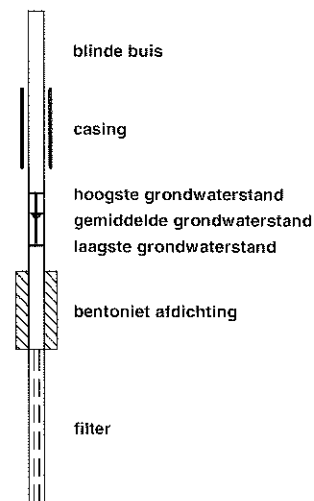 blinde buis
casing
hoogste grondwaterstand
gemiddelde grondwaterstand
laagste grondwaterstand
bentoniet afdichting
filter